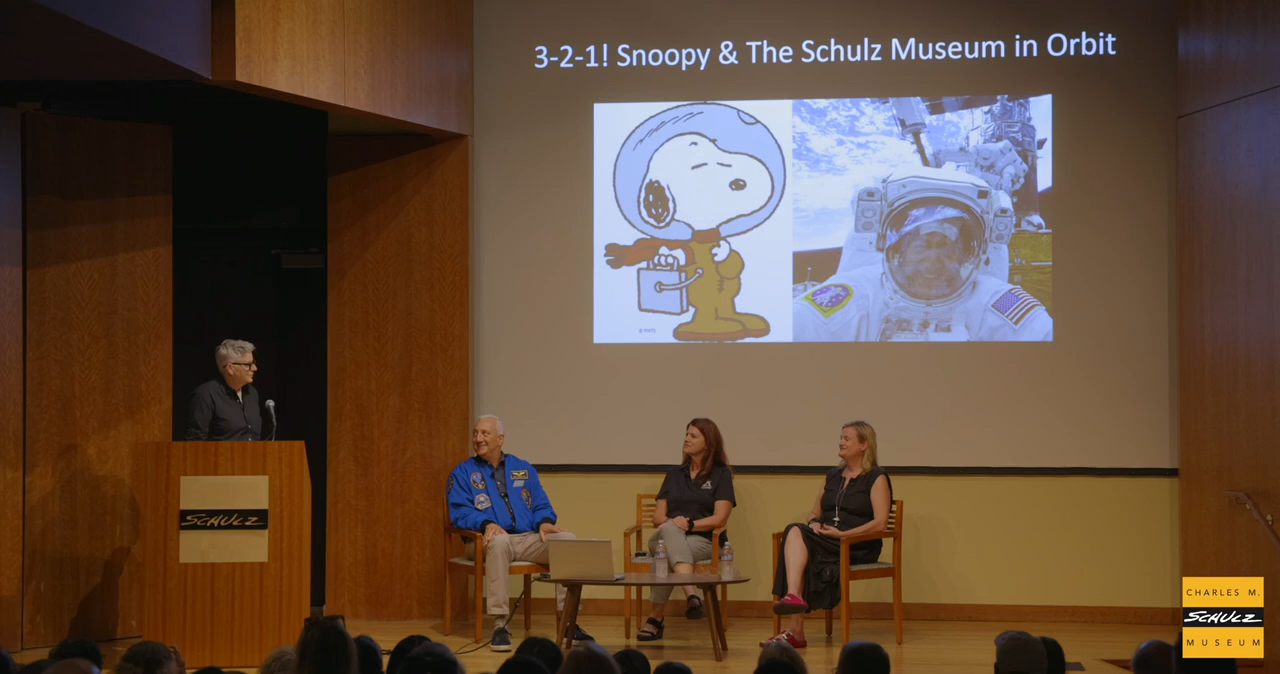 3-2-1! Snoopy & The Schulz Museum in Orbit
SCHULZ
CHARLES M.
SCHULZ
MUSEUM